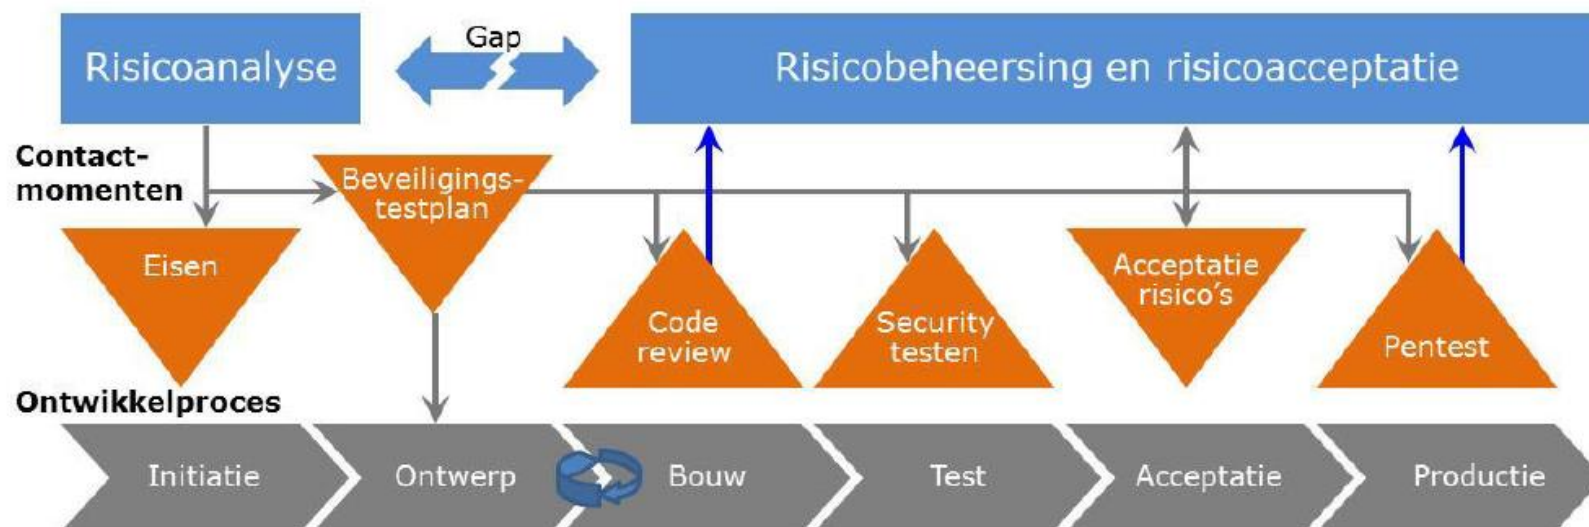 Risicoanalyse
Gap
Risicobeheersing en risicoacceptatie
Contact-
momenten
Eisen
Beveiligings-
testplan
Code
review
Security
testen
Acceptatie
risico´s
Pentest
Ontwikkelproces
Initiatie
Ontwerp
Bouw
Test
Acceptatie
Productie